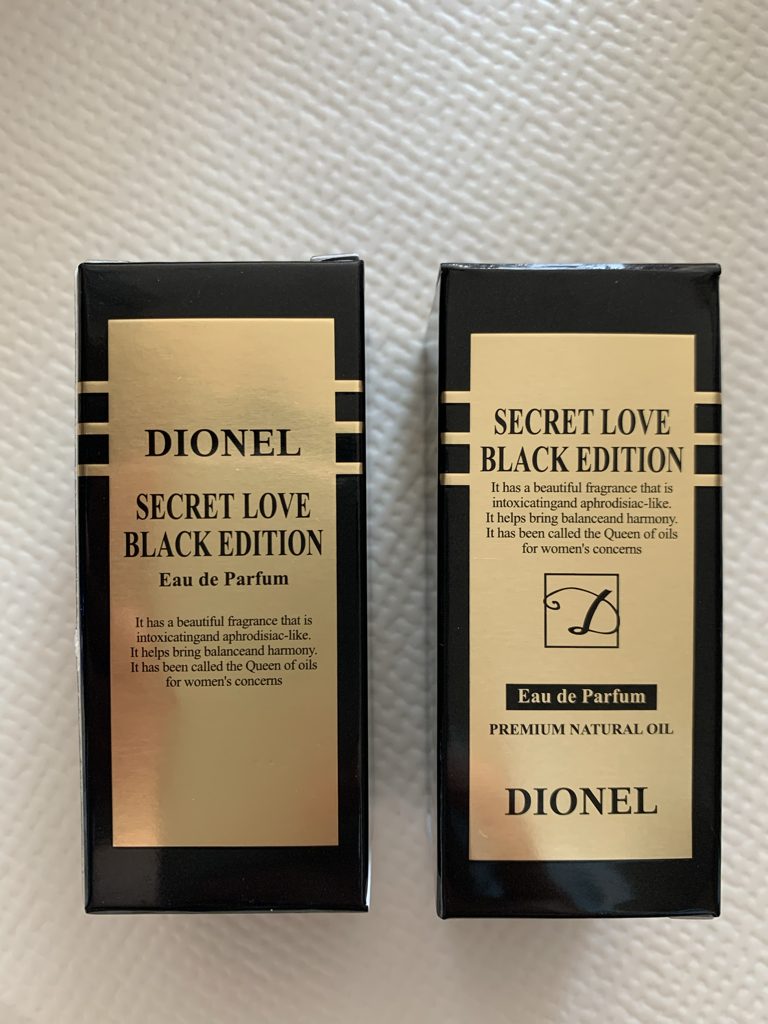 DIONEL
SECRET LOVE
BLACK EDITION
Eau de Parfum
It has a beautiful fragrance that is
intoxicatingand aphrodisiac-like.
It helps bring balanceand harmony.
It has been called the Queen of oils
for women's concerns
SECRET LOVE
BLACK EDITION
It has a beautiful fragrance that is
intoxicatingand aphrodisiac-like.
It helps bring balanceand harmony.
It has been called the Queen of oils
for women's concerns
D
Eau de Parfum
PREMIUM NATURAL OIL
DIONEL